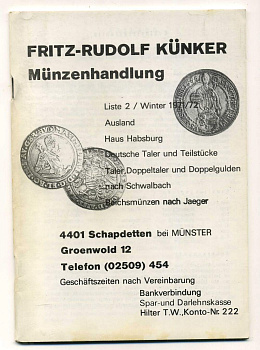 FRITZ-RUDOLF KÜNKER
Münzenhandlung
Liste 2 / Winter 1971/72
Ausland
Haus Habsburg
Deutsche Taler und Teilstücke
Taler,Doppeltaler und Doppelgulden
nach Schwalbach
Reichsmünzen nach Jaeger
4401 Schapdetten bei MÜNSTER
Groenwold 12
Telefon (02509) 454
Geschäftszeiten nach Vereinbarung
Bankverbindung
Spar-und Darlehnskasse
Hilter T.W.,Konto-Nr. 222